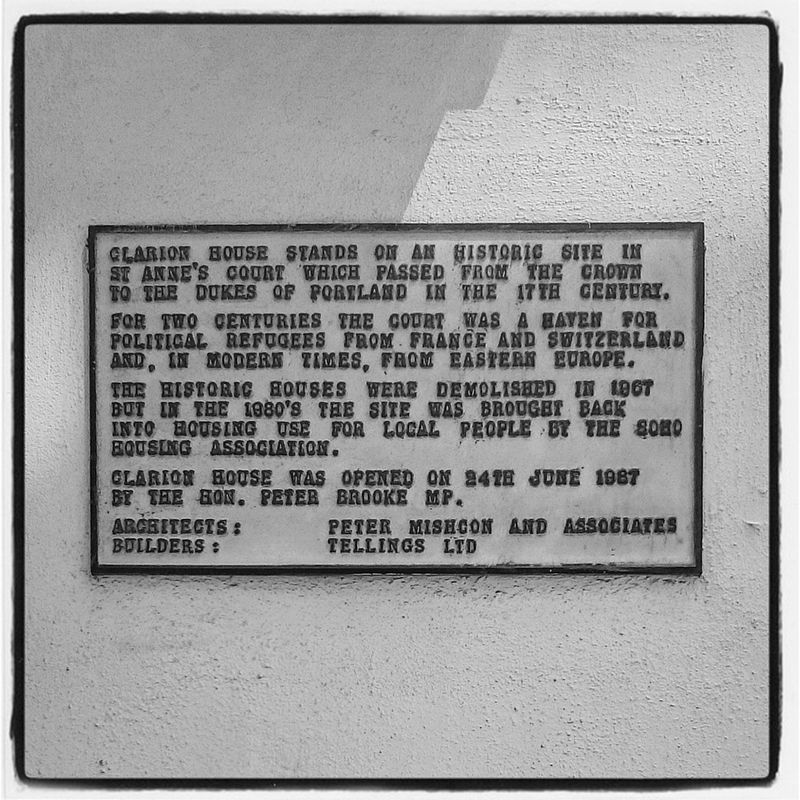 CLARION HOUSE STANDS ON AN HISTORIC SITE IN
ST ANNE'S COURT WHICH PASSED FROM THE CROWN
TO THE DUKES OF PORTLAND IN THE 17TH CENTURY.
FOR TWO CENTURIES THE COURT WAS A HAVEN FOR
POLITICAL REFUGEES FROM FRANCE AND SWITZERLAND
AND, IN MODERN TIMES, FROM EASTERN EUROPE.
THE HISTORIC HOUSES WERE DEMOLISHED IN 1967
BUT IN THE 1980'S THE SITE WAS BROUGHT BACK
INTO HOUSING USE FOR LOCAL PEOPLE BY THE SOHO
HOUSING ASSOCIATION.
CLARION HOUSE WAS OPENED ON 24TH JUNE 1987
BY THE HON. PETER BROOKE MP.
ARCHITECTS: PETER MISHCON AND ASSOCIATES
BUILDERS: TELLINGS LTD